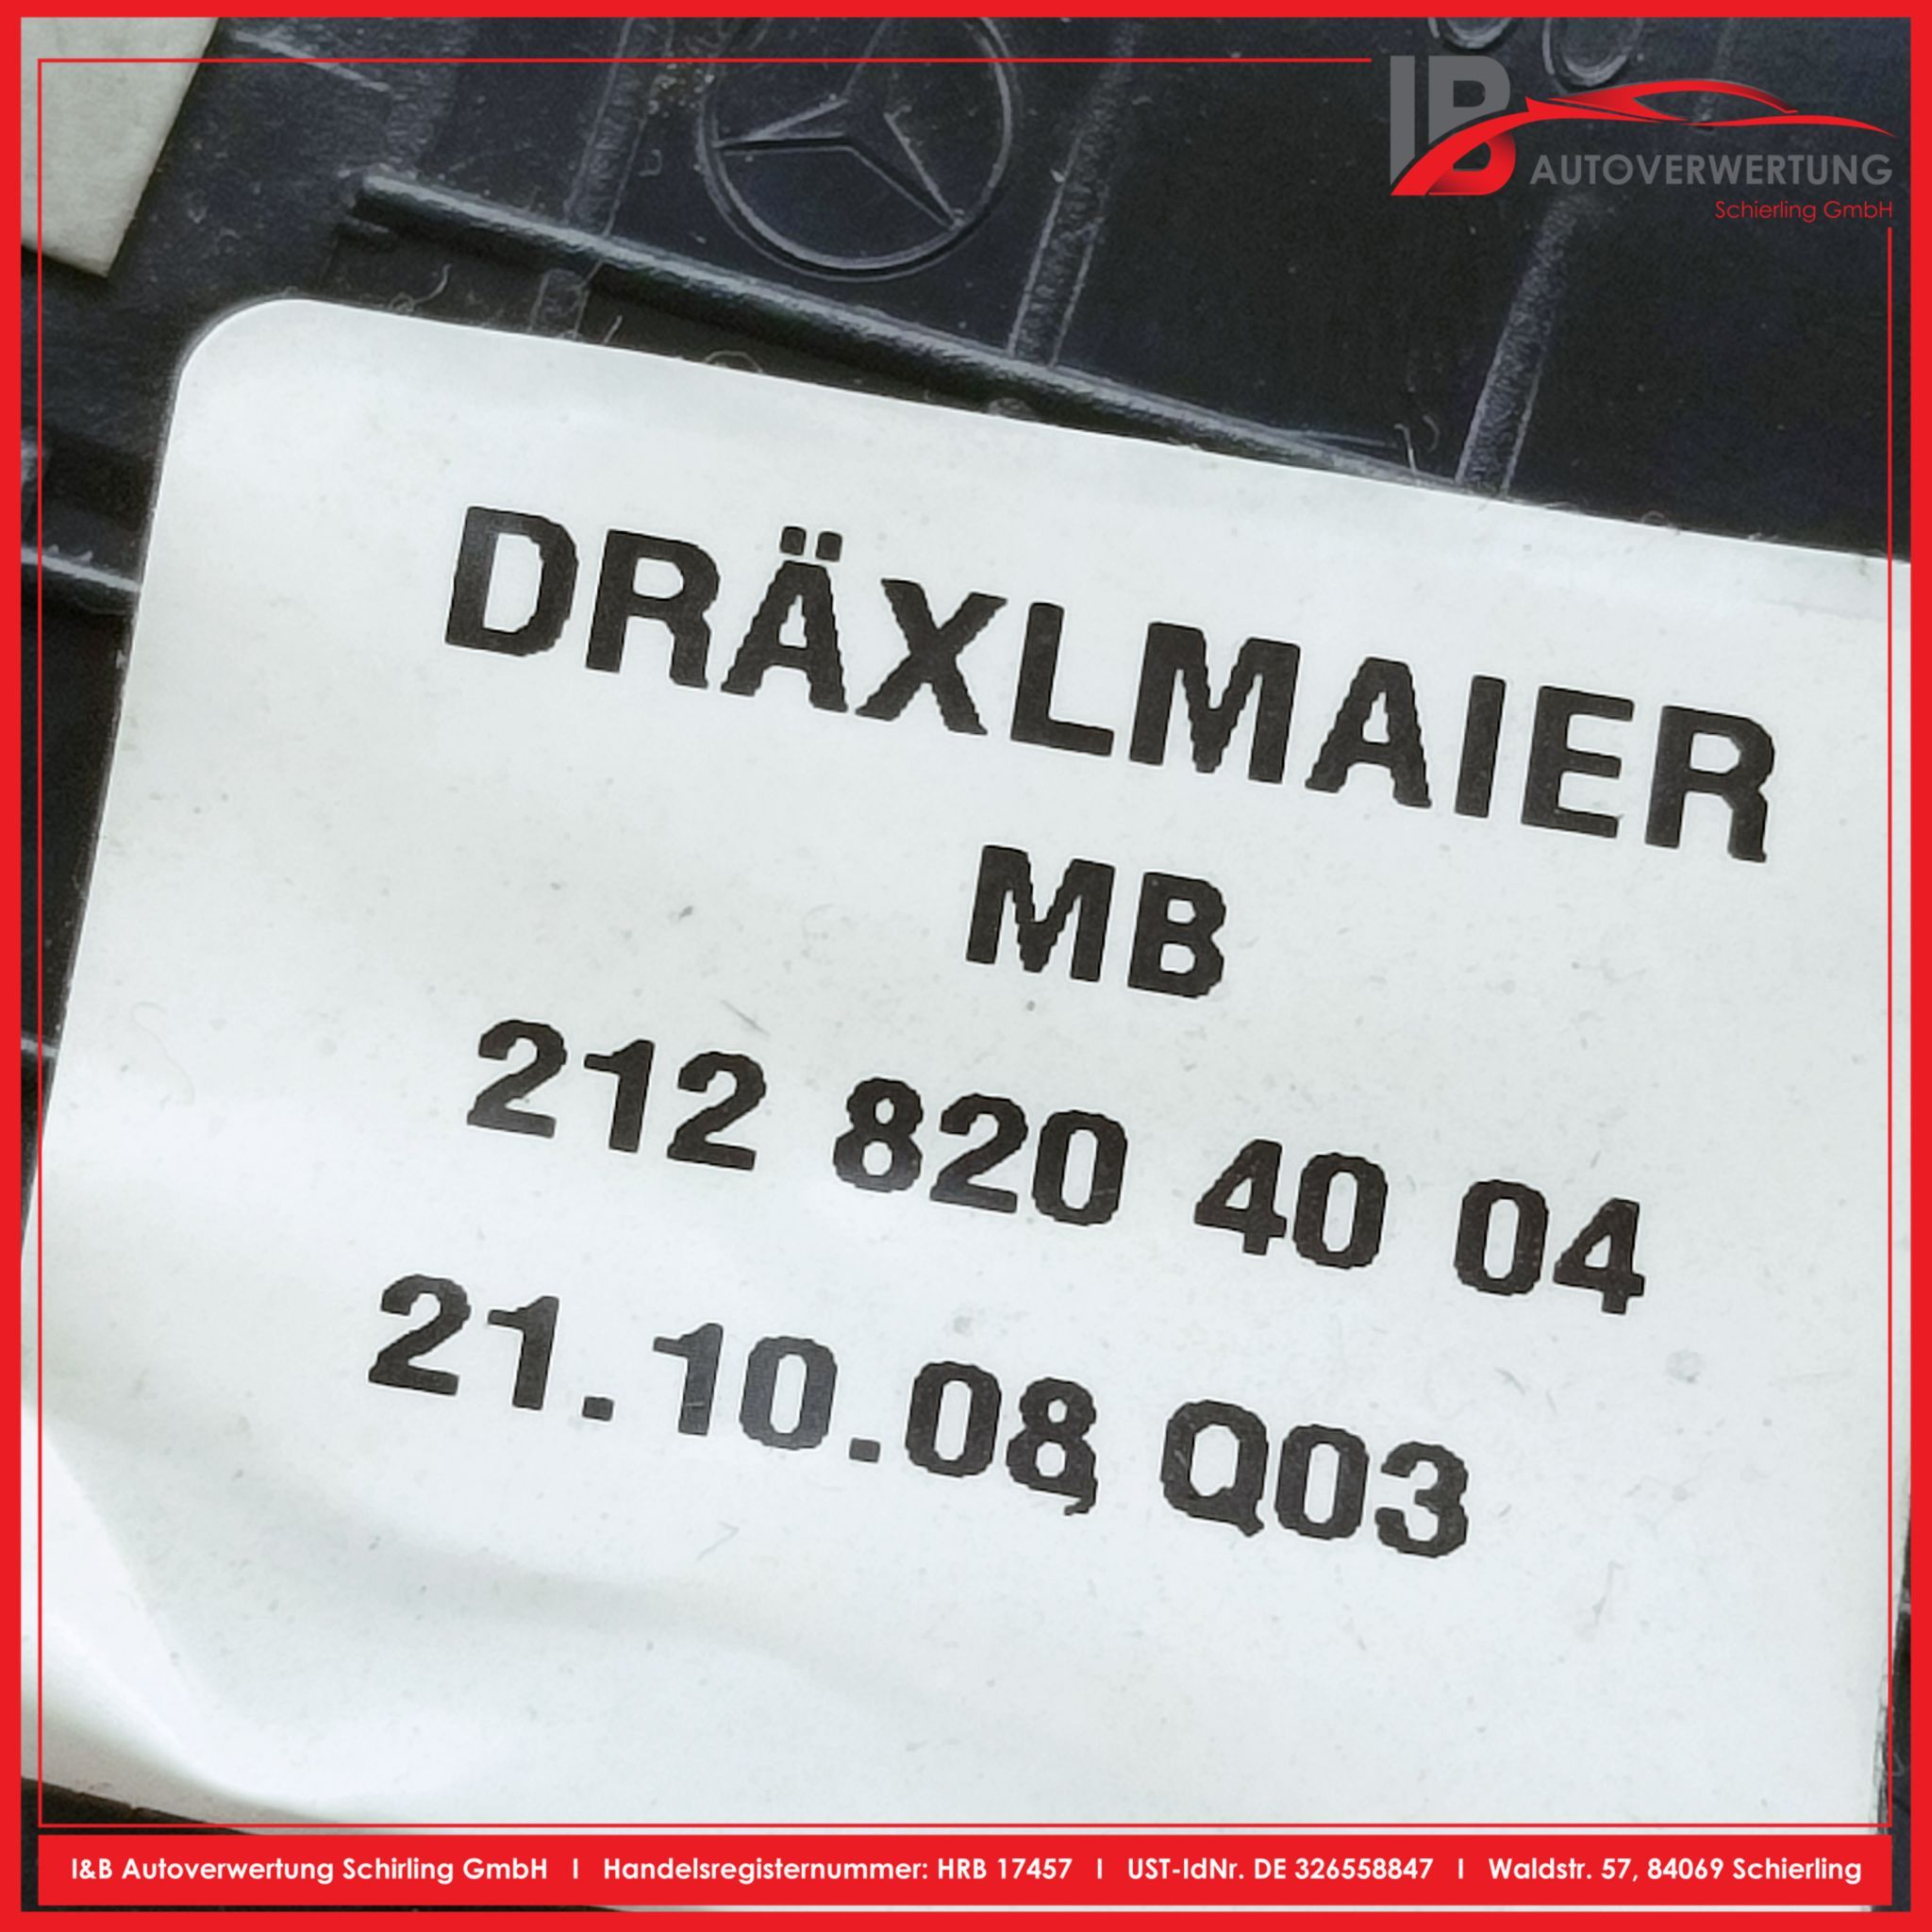 IB
AUTOVERWERTUNG
Schierling GmbH
DRÄXLMAIER
MB
212 820 40 04
21.10.08 Q03
I&B Autoverwertung Schirling GmbH I Handelsregisternummer: HRB 17457 I UST-IdNr. DE 326558847 I Waldstr. 57, 84069 Schierling